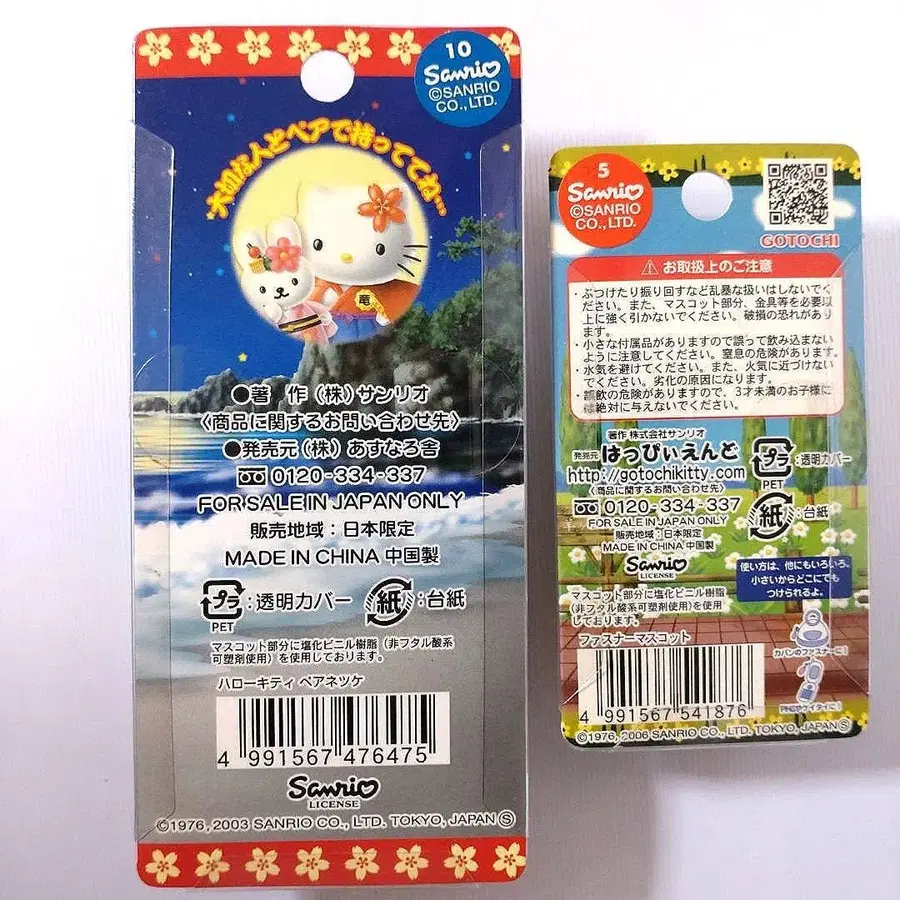 10
Sanrio
©SANRIO
CO., LTD.
大切な人とペアで持っててね…
竜
●著 作 (株) サンリオ
〈商品に関するお問い合わせ先〉
●発売元 (株) あすなろ舎
0120-334-337
FOR SALE IN JAPAN ONLY
販売地域：日本限定
MADE IN CHINA 中国製
プラ：透明カバー 紙：台紙
PET
マスコット部分に塩化ビニル樹脂（非フタル酸系
可塑剤使用）を使用しております。
ハローキティ ペアネツケ
4 991567 476475
Sanrio
LICENSE
©1976, 2003 SANRIO CO., LTD. TOKYO, JAPAN Ⓢ
5
Sanrio
©SANRIO
CO., LTD.
GOTOCHI
⚠ お取扱上のご注意
・ぶつけたり振り回すなど乱暴な扱いはしないでく
ださい。また、マスコット部分、金具等を必要以
上に強く引かないでください。破損の恐れがあり
ます。
・小さな付属品がありますので誤って飲み込まない
ように注意してください。窒息の危険があります。
・水気を避けてください。また、火気に近づけない
でください。劣化の原因になります。
・誤飲の危険がありますので、3才未満のお子様に
は絶対に与えないでください。
著作 株式会社サンリオ
発売元 はっぴぃえんど
http://gotochikitty.com
〈商品に関するお問い合わせ先〉
0120-334-337
FOR SALE IN JAPAN ONLY
販売地域：日本限定
MADE IN CHINA 中国製
Sanrio
LICENSE
プラ：透明カバー
PET
紙：台紙
マスコット部分に塩化ビニル樹脂
(非フタル酸系可塑剤使用)を使用
しております。
ファスナーマスコット
4 991567 541876
使い方は、他にもいろいろ。
小さいからどこにでも
つけられるよ。
カバンのファスナーに！
PHSやケイタイに！
©1976, 2006 SANRIO CO., LTD. TOKYO, JAPAN Ⓢ